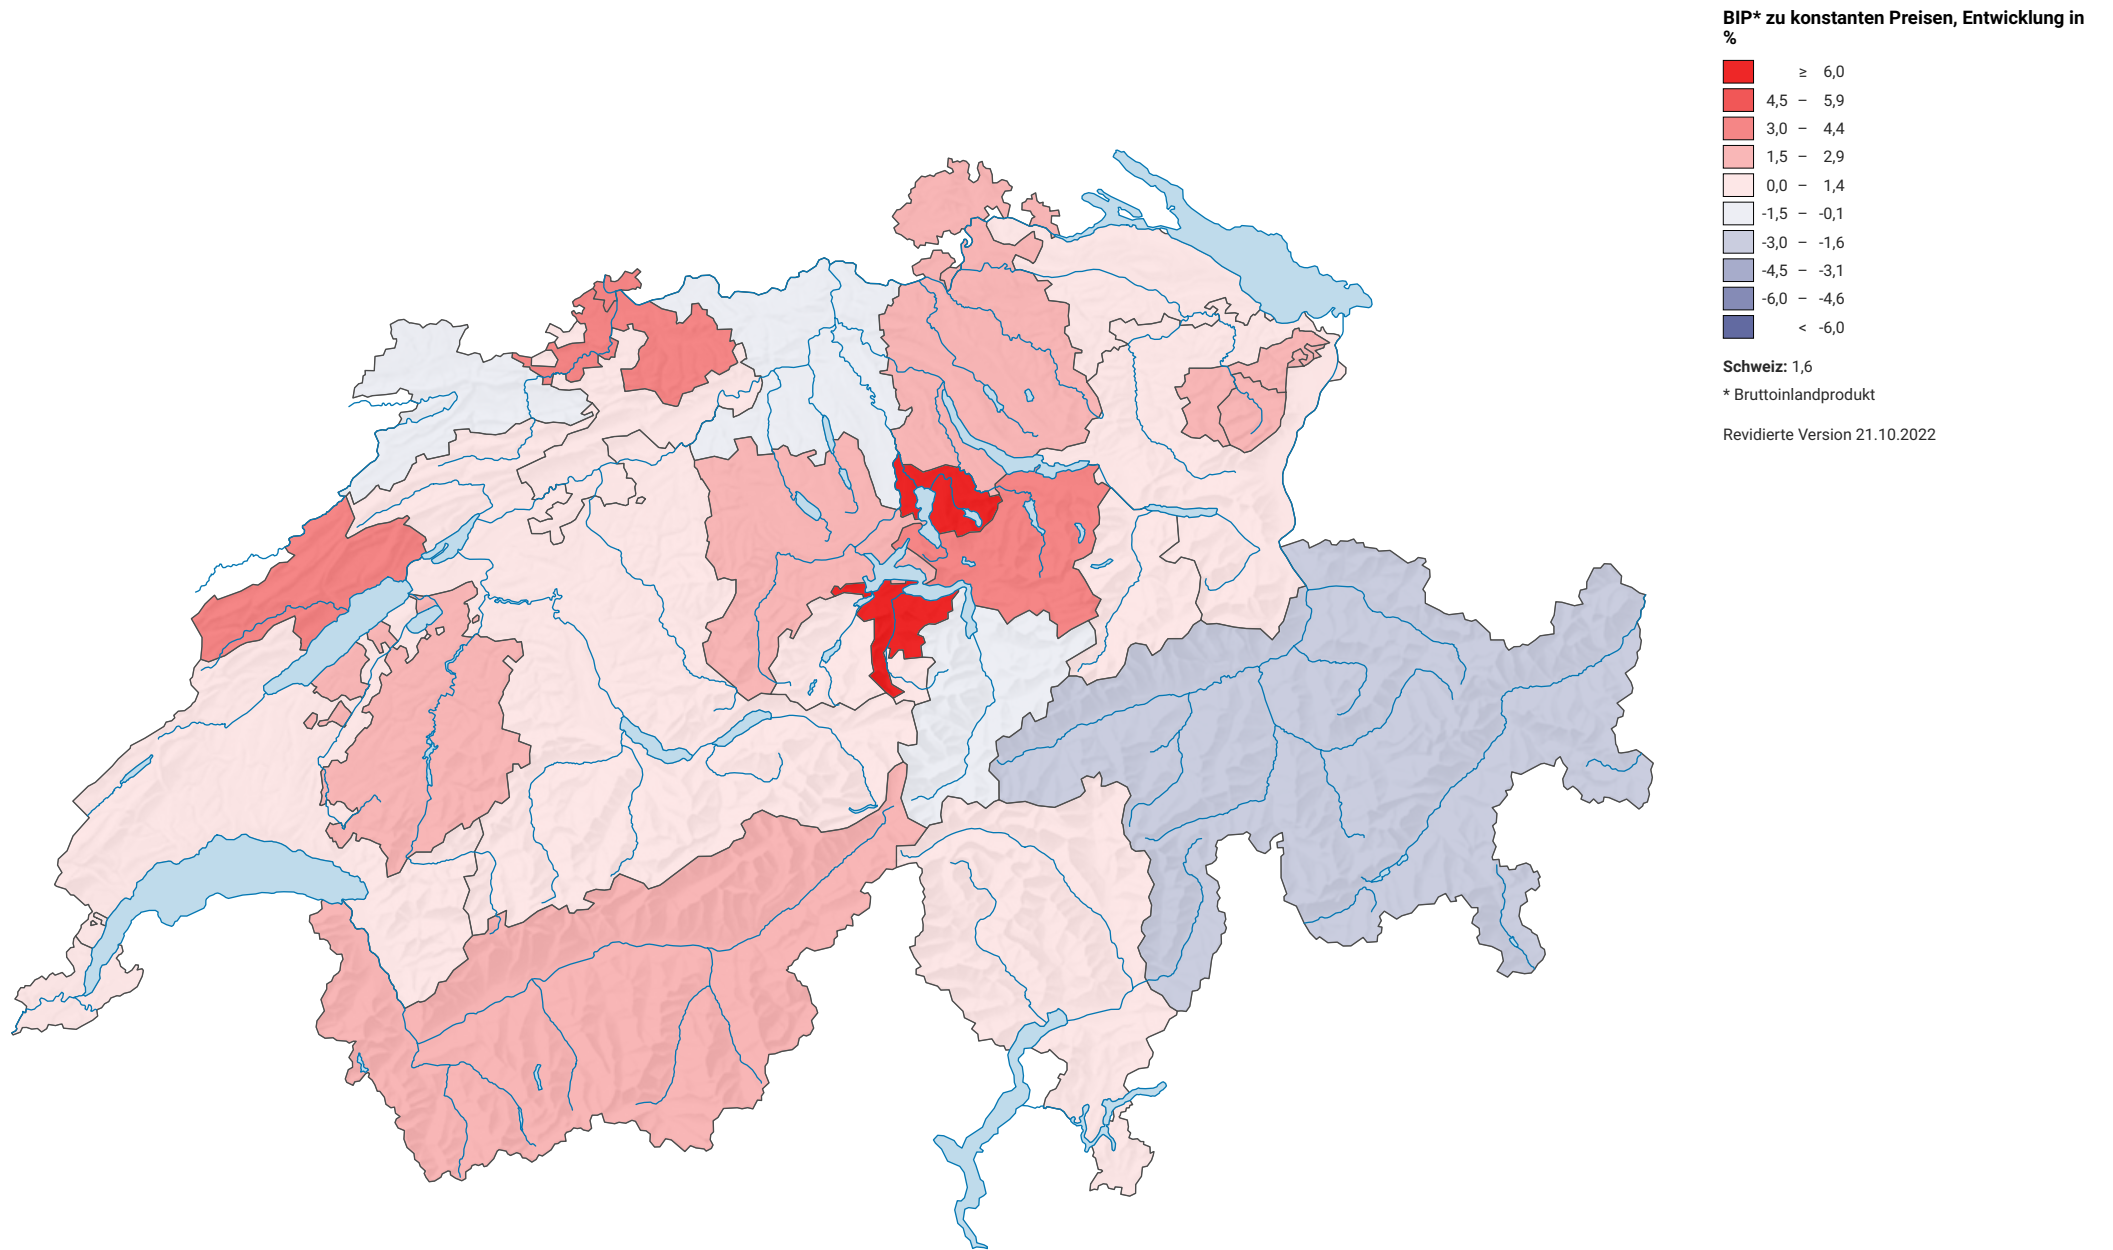 BIP* zu konstanten Preisen, Entwicklung in
%
≥ 6,0
4,5 – 5,9
3,0 – 4,4
1,5 – 2,9
0,0 – 1,4
-1,5 – -0,1
-3,0 – -1,6
-4,5 – -3,1
-6,0 – -4,6
< -6,0
Schweiz: 1,6
* Bruttoinlandprodukt
Revidierte Version 21.10.2022